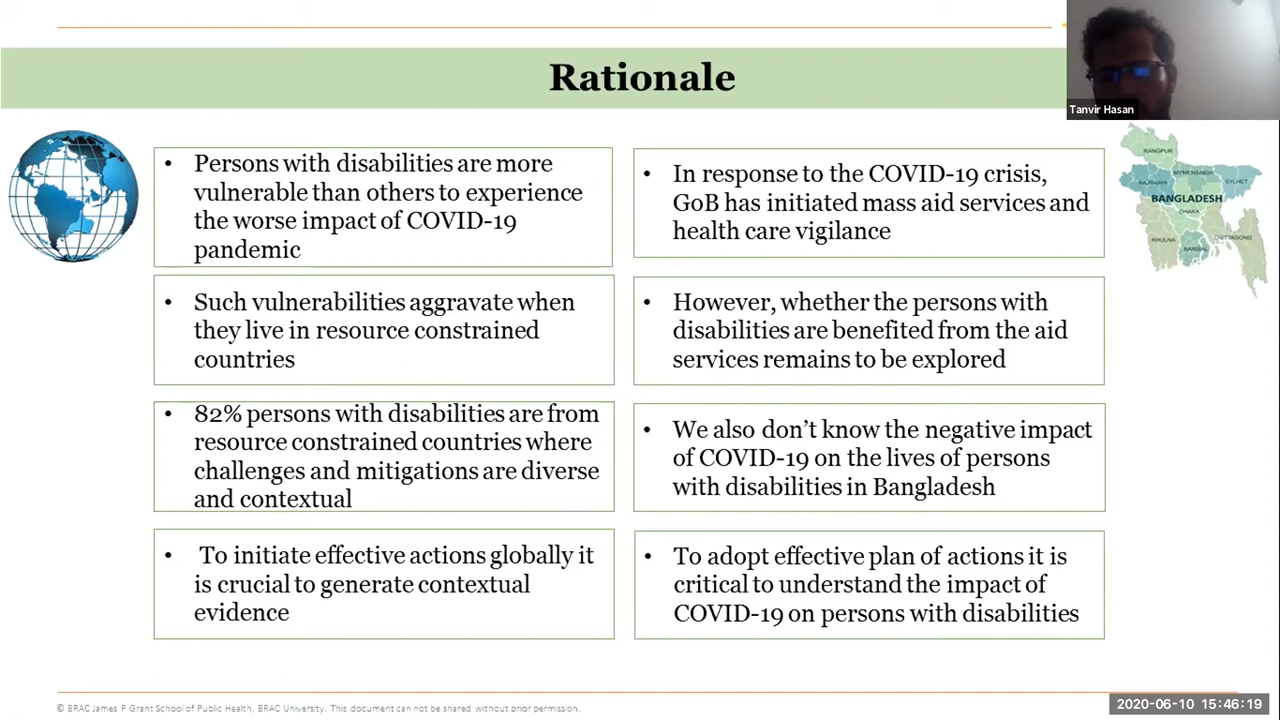 Rationale
Tanvir Hasan
• Persons with disabilities are more
vulnerable than others to experience
the worse impact of COVID-19
pandemic
• Such vulnerabilities aggravate when
they live in resource constrained
countries
• 82% persons with disabilities are from
resource constrained countries where
challenges and mitigations are diverse
and contextual
• To initiate effective actions globally it
is crucial to generate contextual
evidence
• In response to the COVID-19 crisis,
GoB has initiated mass aid services and
health care vigilance
• However, whether the persons with
disabilities are benefited from the aid
services remains to be explored
• We also don’t know the negative impact
of COVID-19 on the lives of persons
with disabilities in Bangladesh
• To adopt effective plan of actions it is
critical to understand the impact of
COVID-19 on persons with disabilities
RANGPUR
MYMENSINGH
RAJSHAHI
SYLHET
BANGLADESH
DHAKA
KHULNA
BARISAL
CHITTAGONG
© BRAC James P Grant School of Public Health, BRAC University. This document can not be shared without prior permission.
2020-06-10 15:46:19